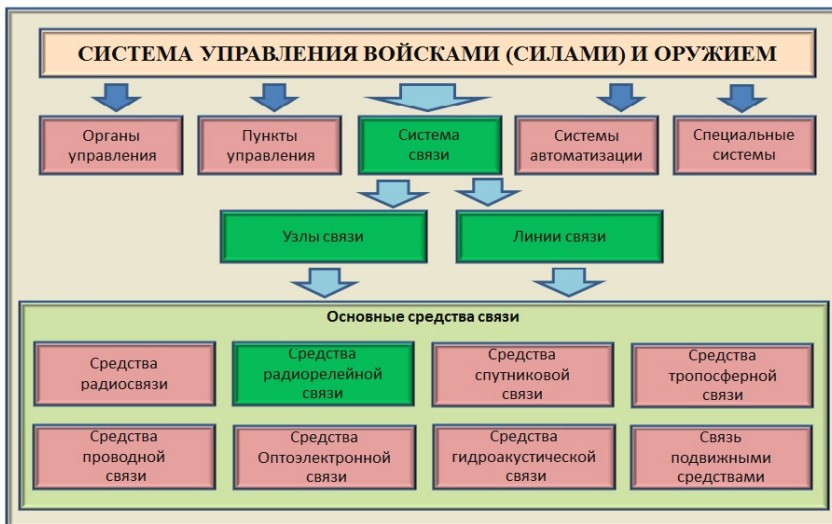 СИСТЕМА УПРАВЛЕНИЯ ВОЙСКАМИ (СИЛАМИ) И ОРУЖИЕМ
Органы
управления
Пункты
управления
Система
связи
Системы
автоматизации
Специальные
системы
Узлы связи
Линии связи
Основные средства связи
Средства
радиосвязи
Средства
радиорелейной
связи
Средства
спутниковой
связи
Средства
тропосферной
связи
Средства
проводной
связи
Средства
Оптоэлектронной
связи
Средства
гидроакустической
связи
Связь
подвижными
средствами